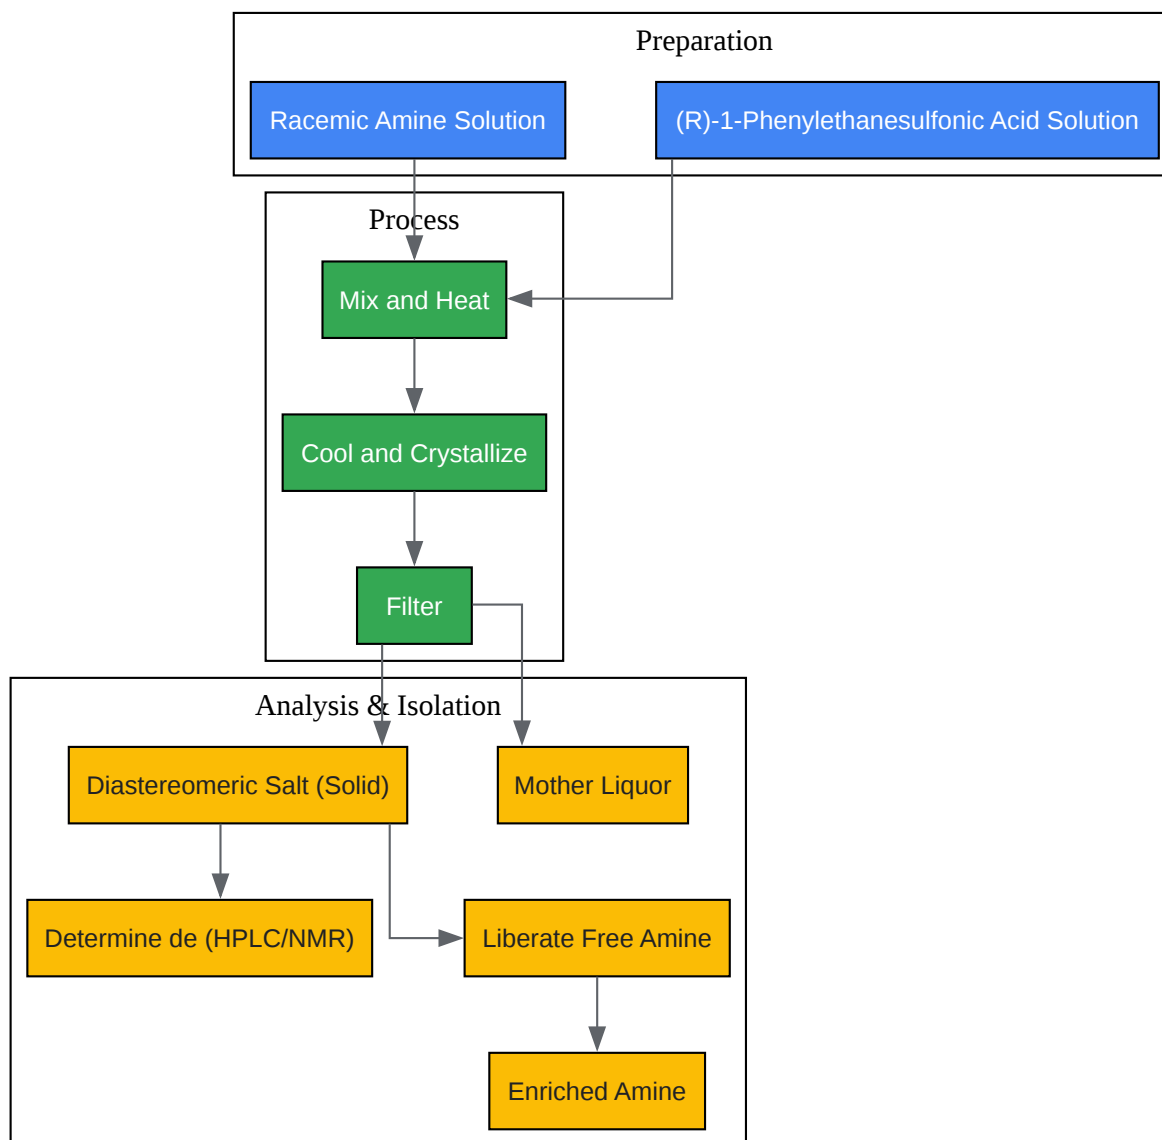 Preparation
Racemic Amine Solution
(R)-1-Phenylethanesulfonic Acid Solution
Process
Mix and Heat
Cool and Crystallize
Filter
Analysis & Isolation
Diastereomeric Salt (Solid)
Mother Liquor
Determine de (HPLC/NMR)
Liberate Free Amine
Enriched Amine